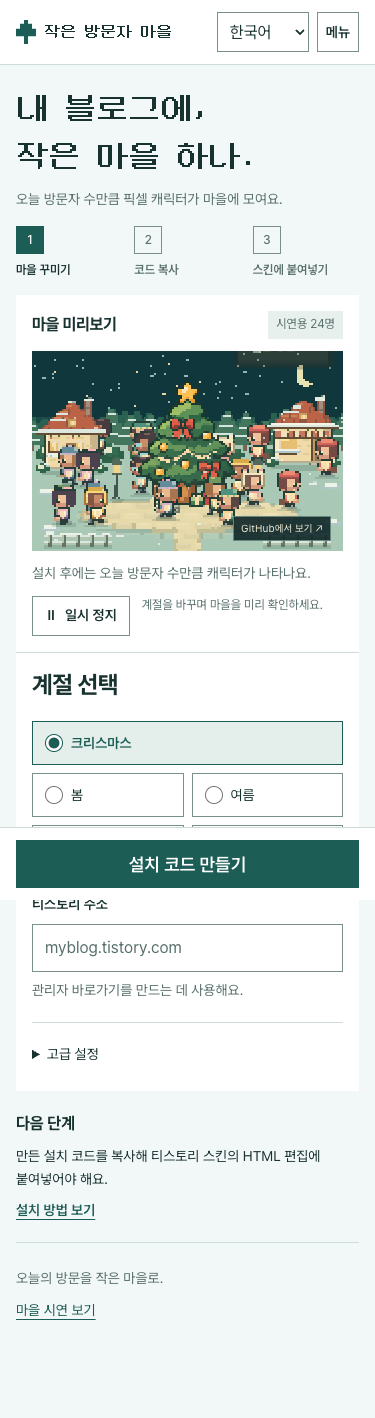 작은 방문자 마을
한국어
메뉴
내 블로그에,
작은 마을 하나.
오늘 방문자 수만큼 픽셀 캐릭터가 마을에 모여요.
1
2
3
마을 꾸미기
코드 복사
스킨에 붙여넣기
마을 미리보기
시연용 24명
GitHub에서 보기 ↗
설치 후에는 오늘 방문자 수만큼 캐릭터가 나타나요.
일시 정지
계절을 바꾸며 마을을 미리 확인하세요.
계절 선택
크리스마스
봄
여름
설치 코드 만들기
티스토리 주소
myblog.tistory.com
관리자 바로가기를 만드는 데 사용해요.
고급 설정
다음 단계
만든 설치 코드를 복사해 티스토리 스킨의 HTML 편집에
붙여넣어야 해요.
설치 방법 보기
오늘의 방문을 작은 마을로.
마을 시연 보기